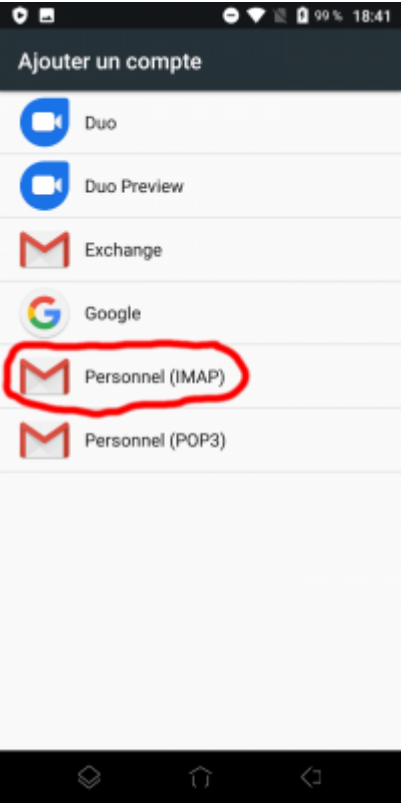 99 % 18:41
Ajouter un compte
Duo
Duo Preview
Exchange
Google
Personnel (IMAP)
Personnel (POP3)